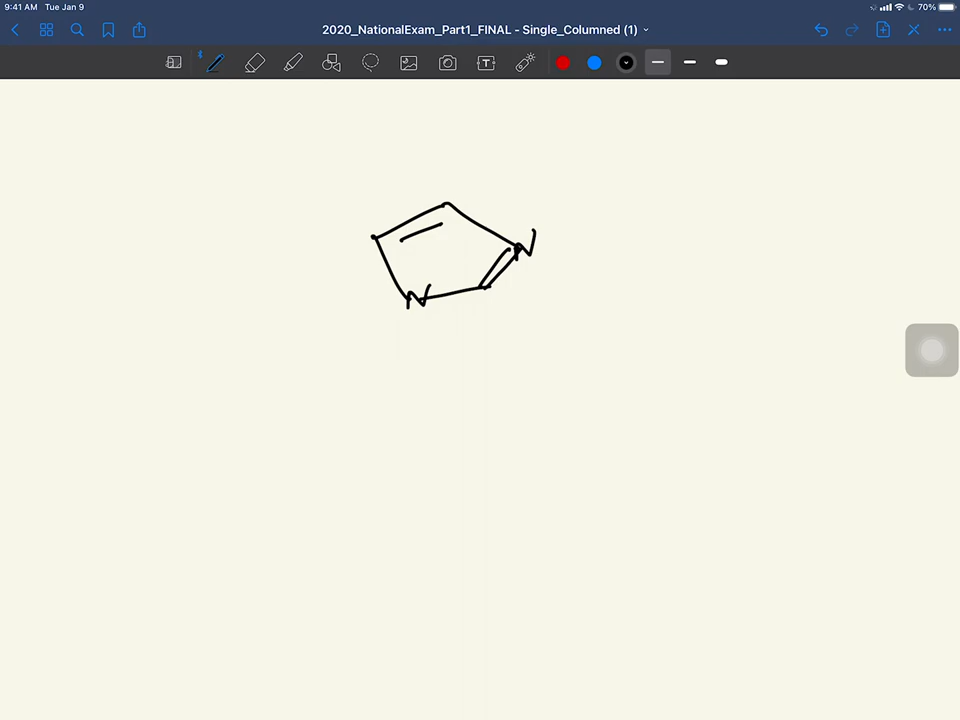 9:41 AM Tue Jan 9
70%
2020_NationalExam_Part1_FINAL - Single_Columned (1)
T
N
N